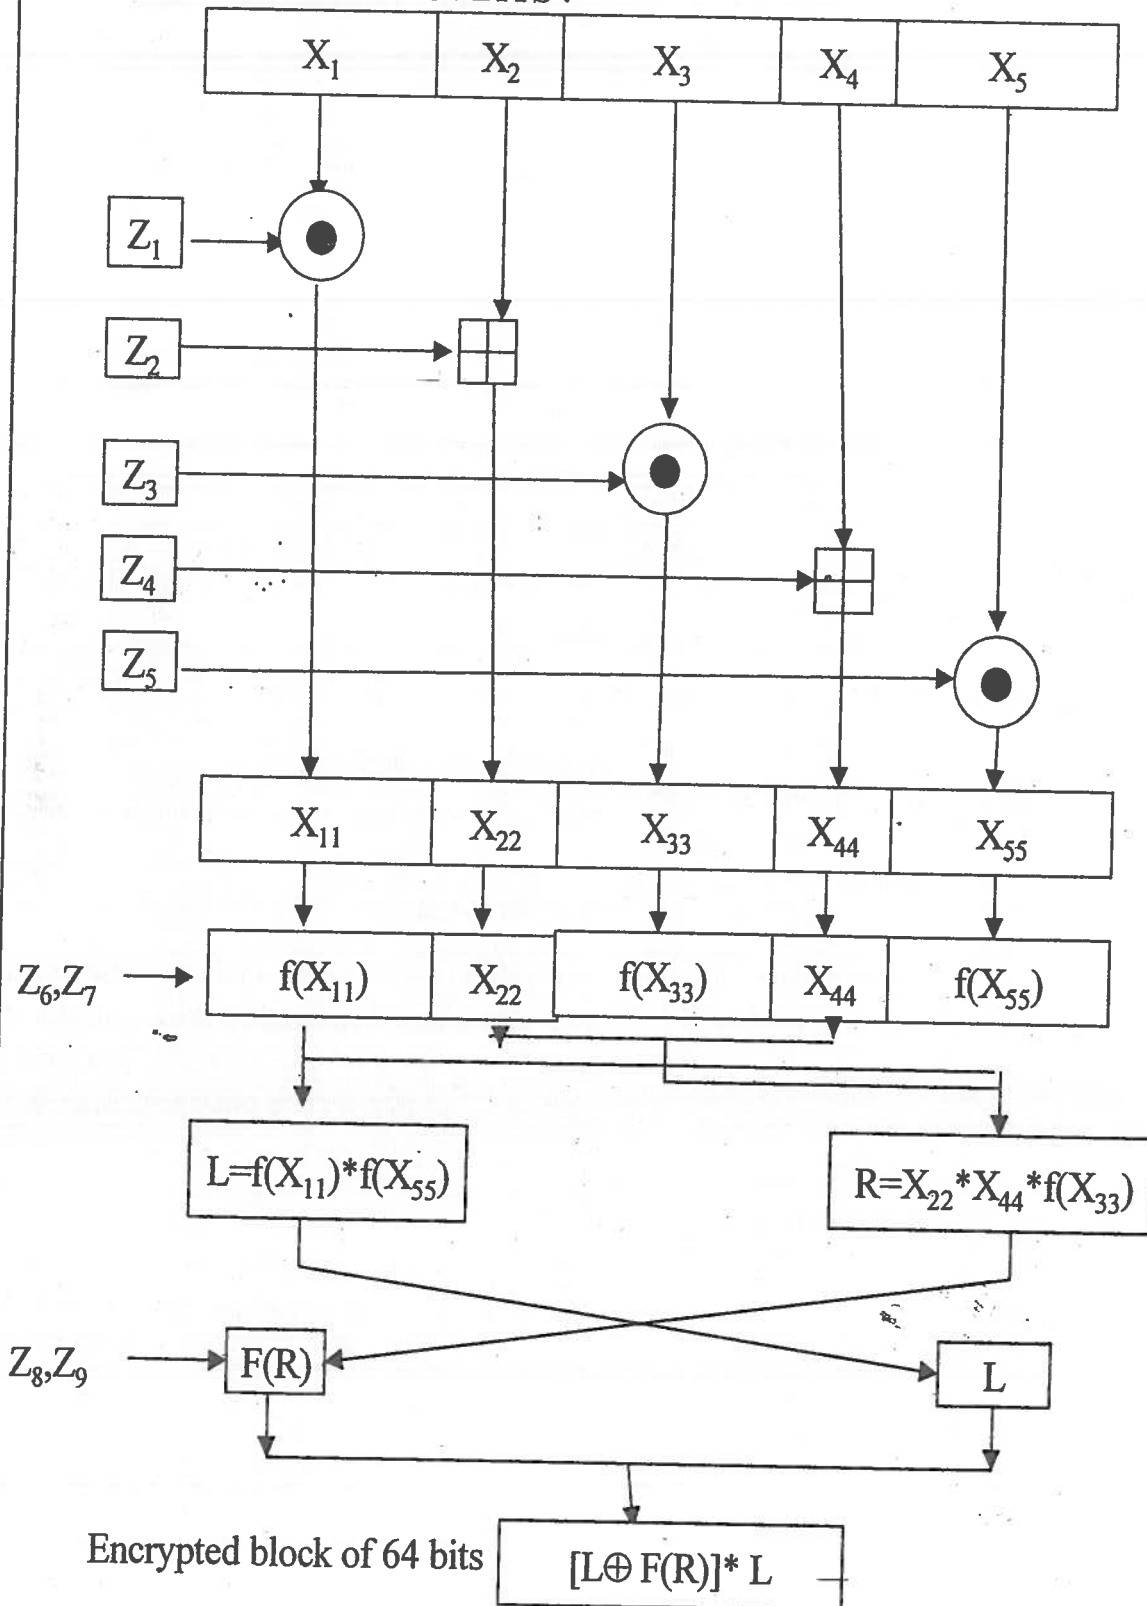 X₁ X₂ X₃ X₄ X₅
Z₁
Z₂
Z₃
Z₄
Z₅
X₁₁ X₂₂ X₃₃ X₄₄ X₅₅
Z₆,Z₇ f(X₁₁) X₂₂ f(X₃₃) X₄₄ f(X₅₅)
L=f(X₁₁)*f(X₅₅) R=X₂₂*X₄₄*f(X₃₃)
Z₈,Z₉ F(R) L
Encrypted block of 64 bits [L⊕F(R)]* L